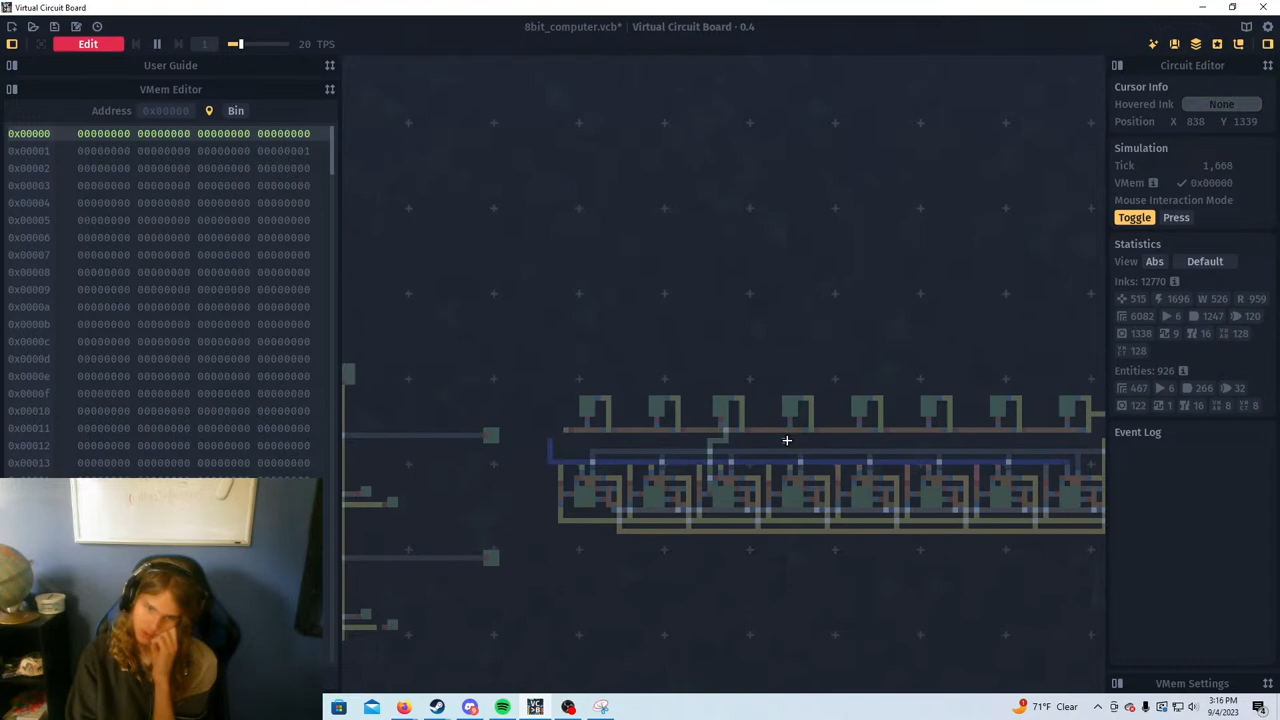 Virtual Circuit Board
8bit_computer.vcb* | Virtual Circuit Board - 0.4
Edit 1 20 TPS
User Guide
VMem Editor
Address 0x00000 Bin
0x00000 00000000 00000000 00000000 00000000
0x00001 00000000 00000000 00000000 00000001
0x00002 00000000 00000000 00000000 00000000
0x00003 00000000 00000000 00000000 00000000
0x00004 00000000 00000000 00000000 00000000
0x00005 00000000 00000000 00000000 00000000
0x00006 00000000 00000000 00000000 00000000
0x00007 00000000 00000000 00000000 00000000
0x00008 00000000 00000000 00000000 00000000
0x00009 00000000 00000000 00000000 00000000
0x0000a 00000000 00000000 00000000 00000000
0x0000b 00000000 00000000 00000000 00000000
0x0000c 00000000 00000000 00000000 00000000
0x0000d 00000000 00000000 00000000 00000000
0x0000e 00000000 00000000 00000000 00000000
0x0000f 00000000 00000000 00000000 00000000
0x00010 00000000 00000000 00000000 00000000
0x00011 00000000 00000000 00000000 00000000
0x00012 00000000 00000000 00000000 00000000
0x00013 00000000 00000000 00000000 00000000
Circuit Editor
Cursor Info
Hovered Ink None
Position X 838 Y 1339
Simulation
Tick 1,668
VMem 0x00000
Mouse Interaction Mode
Toggle Press
Statistics
View Abs Default
Inks: 12770
515 1696 W 526 R 959
6082 6 1247 120
1338 9 16 128
128
Entities: 926
467 6 266 32
122 1 16 8 8
Event Log
VMem Settings
71°F Clear
3:16 PM
9/4/2023